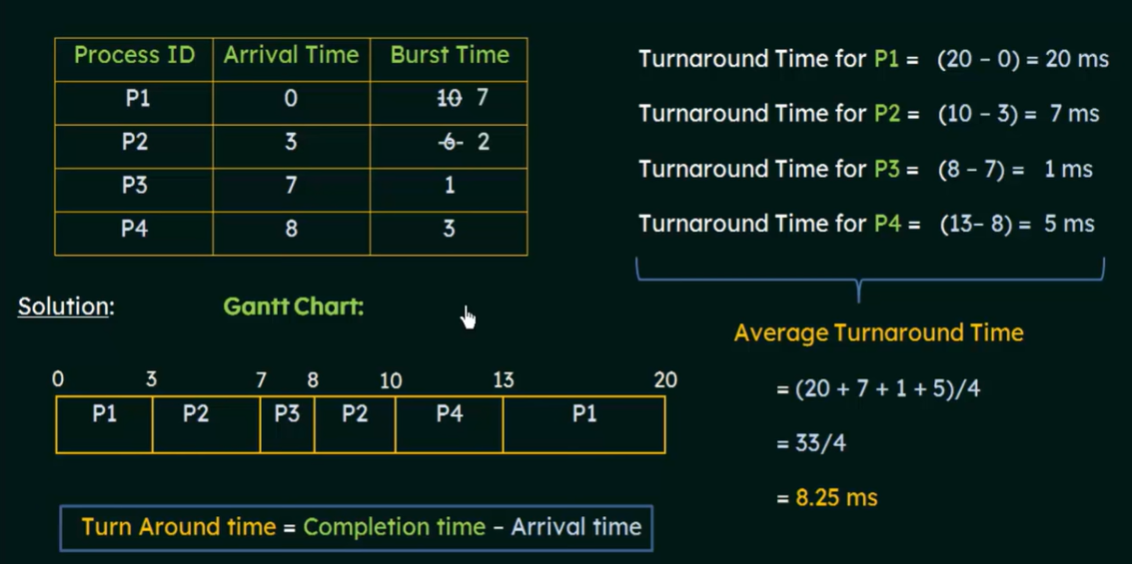 Process ID Arrival Time Burst Time
P1 0 10 7
P2 3 6 2
P3 7 1
P4 8 3
Turnaround Time for P1 = (20 - 0) = 20 ms
Turnaround Time for P2 = (10 - 3) = 7 ms
Turnaround Time for P3 = (8 - 7) = 1 ms
Turnaround Time for P4 = (13- 8) = 5 ms
Solution: Gantt Chart:
0 3 7 8 10 13 20
P1 P2 P3 P2 P4 P1
Turn Around time = Completion time - Arrival time
Average Turnaround Time
= (20 + 7 + 1 + 5)/4
= 33/4
= 8.25 ms